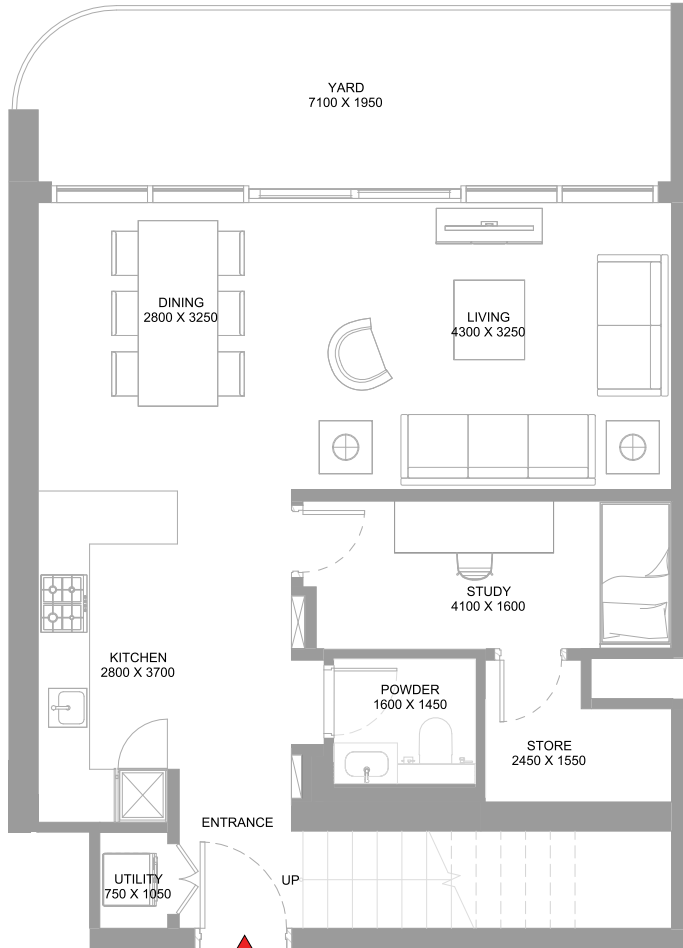 YARD
7100 X 1950
DINING
2800 X 3250
LIVING
4300 X 3250
STUDY
4100 X 1600
KITCHEN
2800 X 3700
POWDER
1600 X 1450
STORE
2450 X 1550
ENTRANCE
UP
UTILITY
750 X 1050